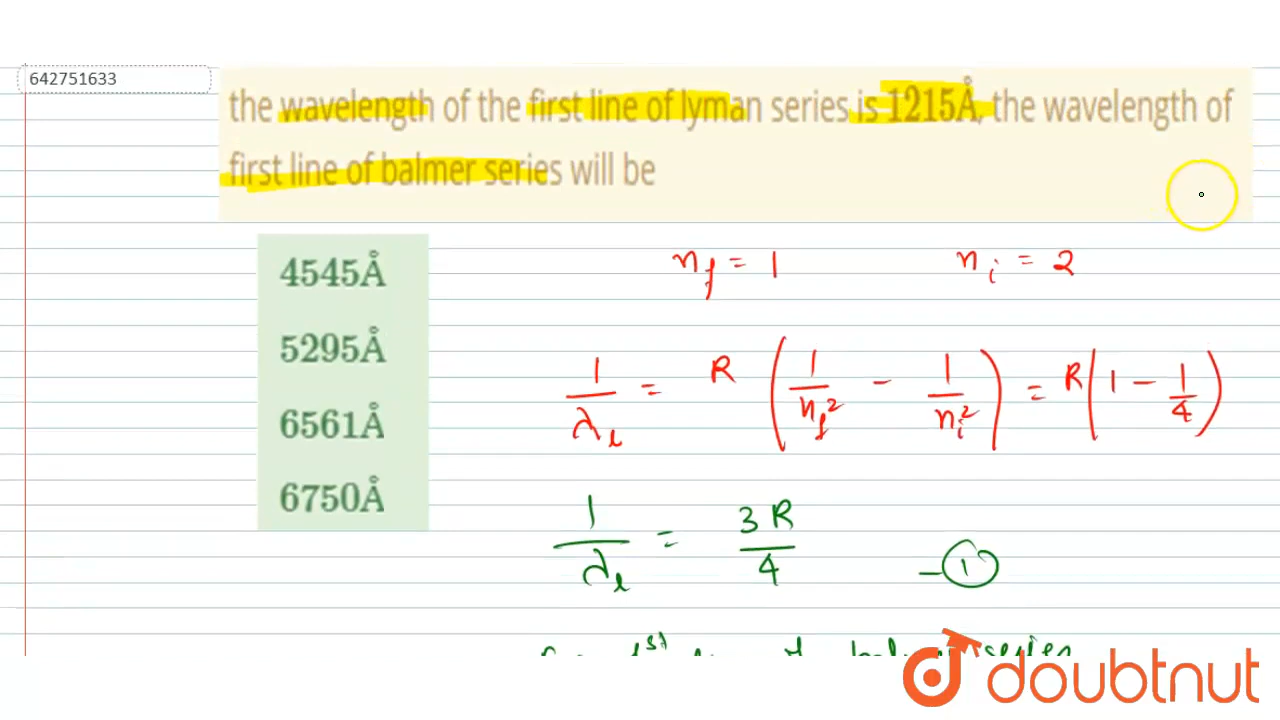 642751633
the wavelength of the first line of lyman series is 1215Å, the wavelength of
first line of balmer series will be
4545Å
5295Å
6561Å
6750Å
n_f = 1 n_i = 2
1/λ_l = R (1/n_f² - 1/n_i²) = R(1 - 1/4)
1/λ_l = 3R/4 -①
1st series
doubtnut